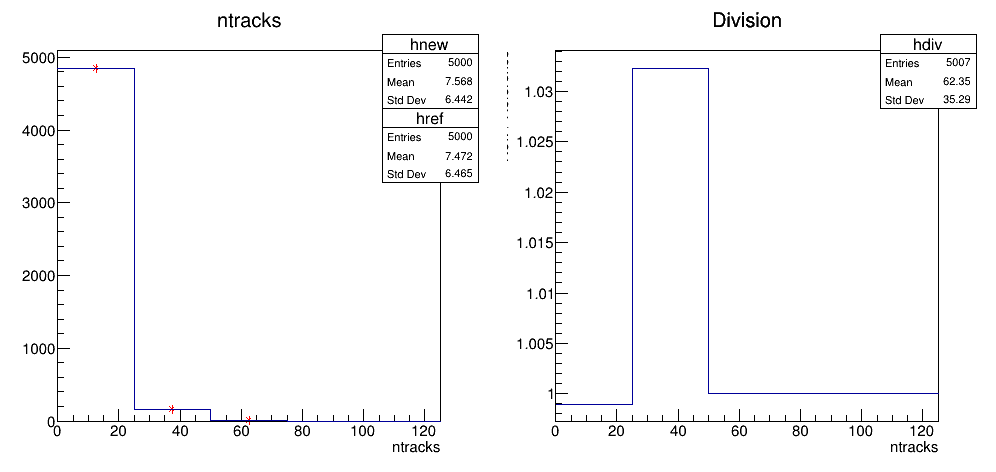 ntracks
hnew
Entries 5000
Mean 7.568
Std Dev 6.442
href
Entries 5000
Mean 7.472
Std Dev 6.465
5000
4000
3000
2000
1000
0
0 20 40 60 80 100 120
ntracks
Division
hdiv
Entries 5007
Mean 62.35
Std Dev 35.29
1.03
1.025
1.02
1.015
1.01
1.005
1
0 20 40 60 80 100 120
ntracks